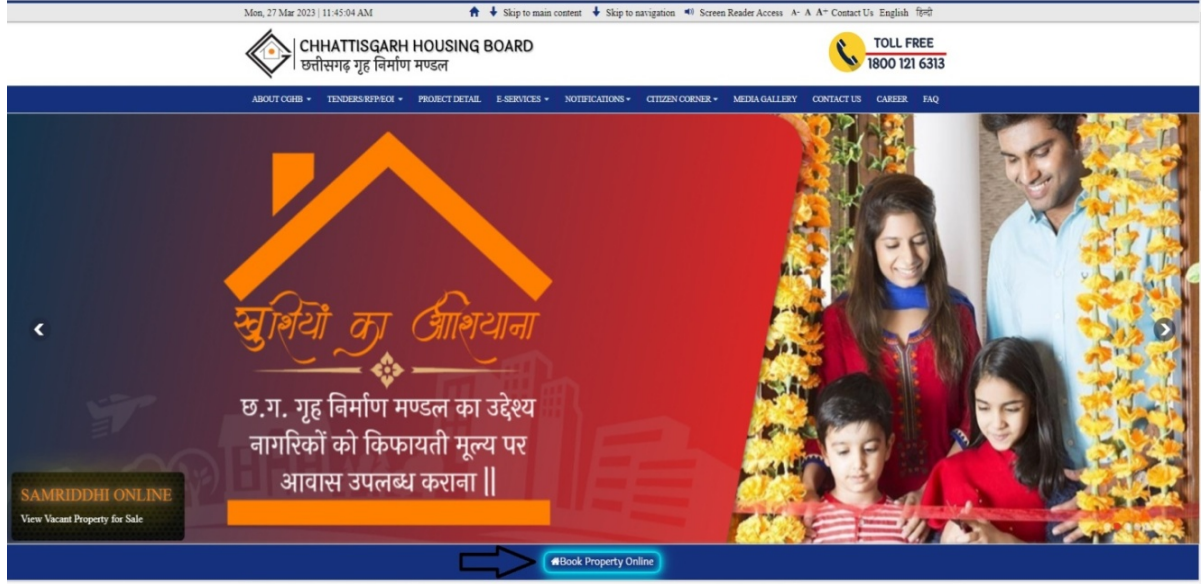 Mon, 27 Mar 2023 | 11:45:04 AM Skip to main content Skip to navigation Screen Reader Access A- A A+ Contact Us English हिन्दी
CHHATTISGARH HOUSING BOARD
छत्तीसगढ़ गृह निर्माण मण्डल
TOLL FREE
1800 121 6313
ABOUT CGHB TENDERS/RFP/EOI PROJECT DETAIL E-SERVICES NOTIFICATIONS CITIZEN CORNER MEDIA GALLERY CONTACT US CAREER FAQ
खुशियों का आशियाना
छ.ग. गृह निर्माण मण्डल का उद्देश्य
नागरिकों को किफायती मूल्य पर
आवास उपलब्ध कराना ||
SAMRIDDHI ONLINE
View Vacant Property for Sale
Book Property Online